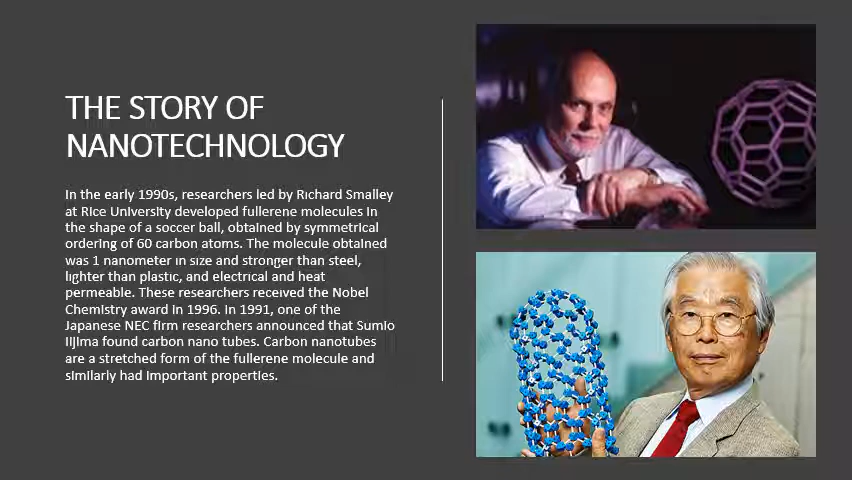 THE STORY OF
NANOTECHNOLOGY
In the early 1990s, researchers led by Richard Smalley
at Rice University developed fullerene molecules in
the shape of a soccer ball, obtained by symmetrical
ordering of 60 carbon atoms. The molecule obtained
was 1 nanometer in size and stronger than steel,
lighter than plastic, and electrical and heat
permeable. These researchers received the Nobel
Chemistry award in 1996. In 1991, one of the
Japanese NEC firm researchers announced that Sumio
Iijima found carbon nano tubes. Carbon nanotubes
are a stretched form of the fullerene molecule and
similarly had important properties.